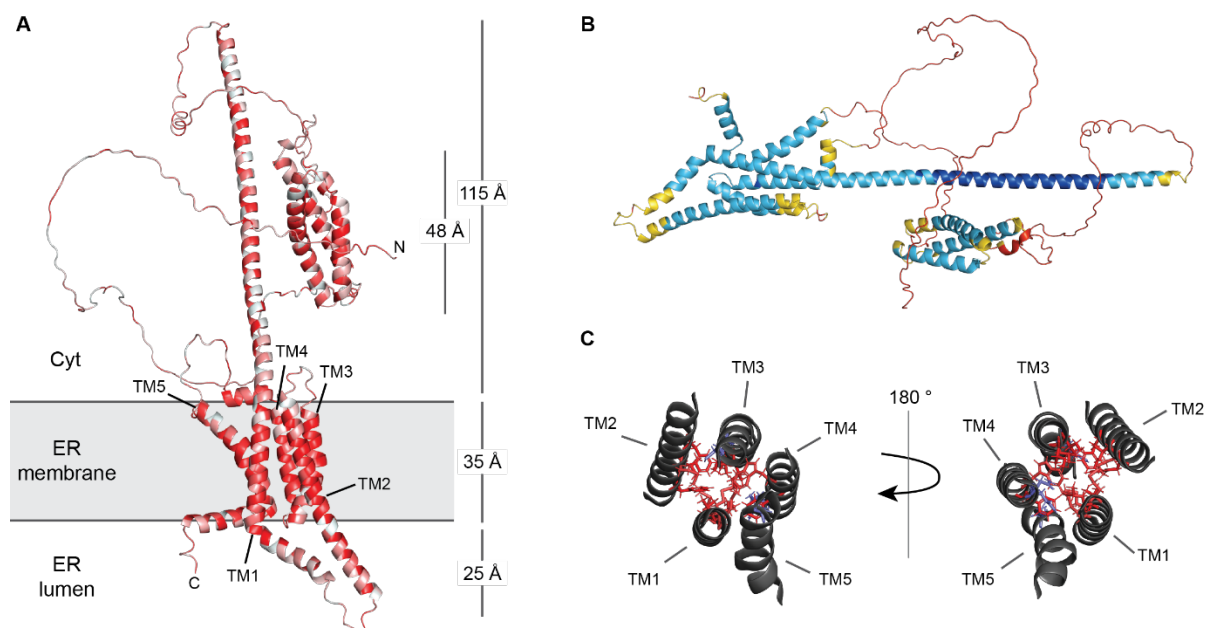 A
N
115 Å
48 Å
Cyt
TM4
TM3
TM5
ER
membrane
35 Å
TM2
ER
lumen
C
TM1
25 Å
B
C
TM3
TM2
TM4
TM1
TM5
180 °
TM3
TM4
TM2
TM5
TM1